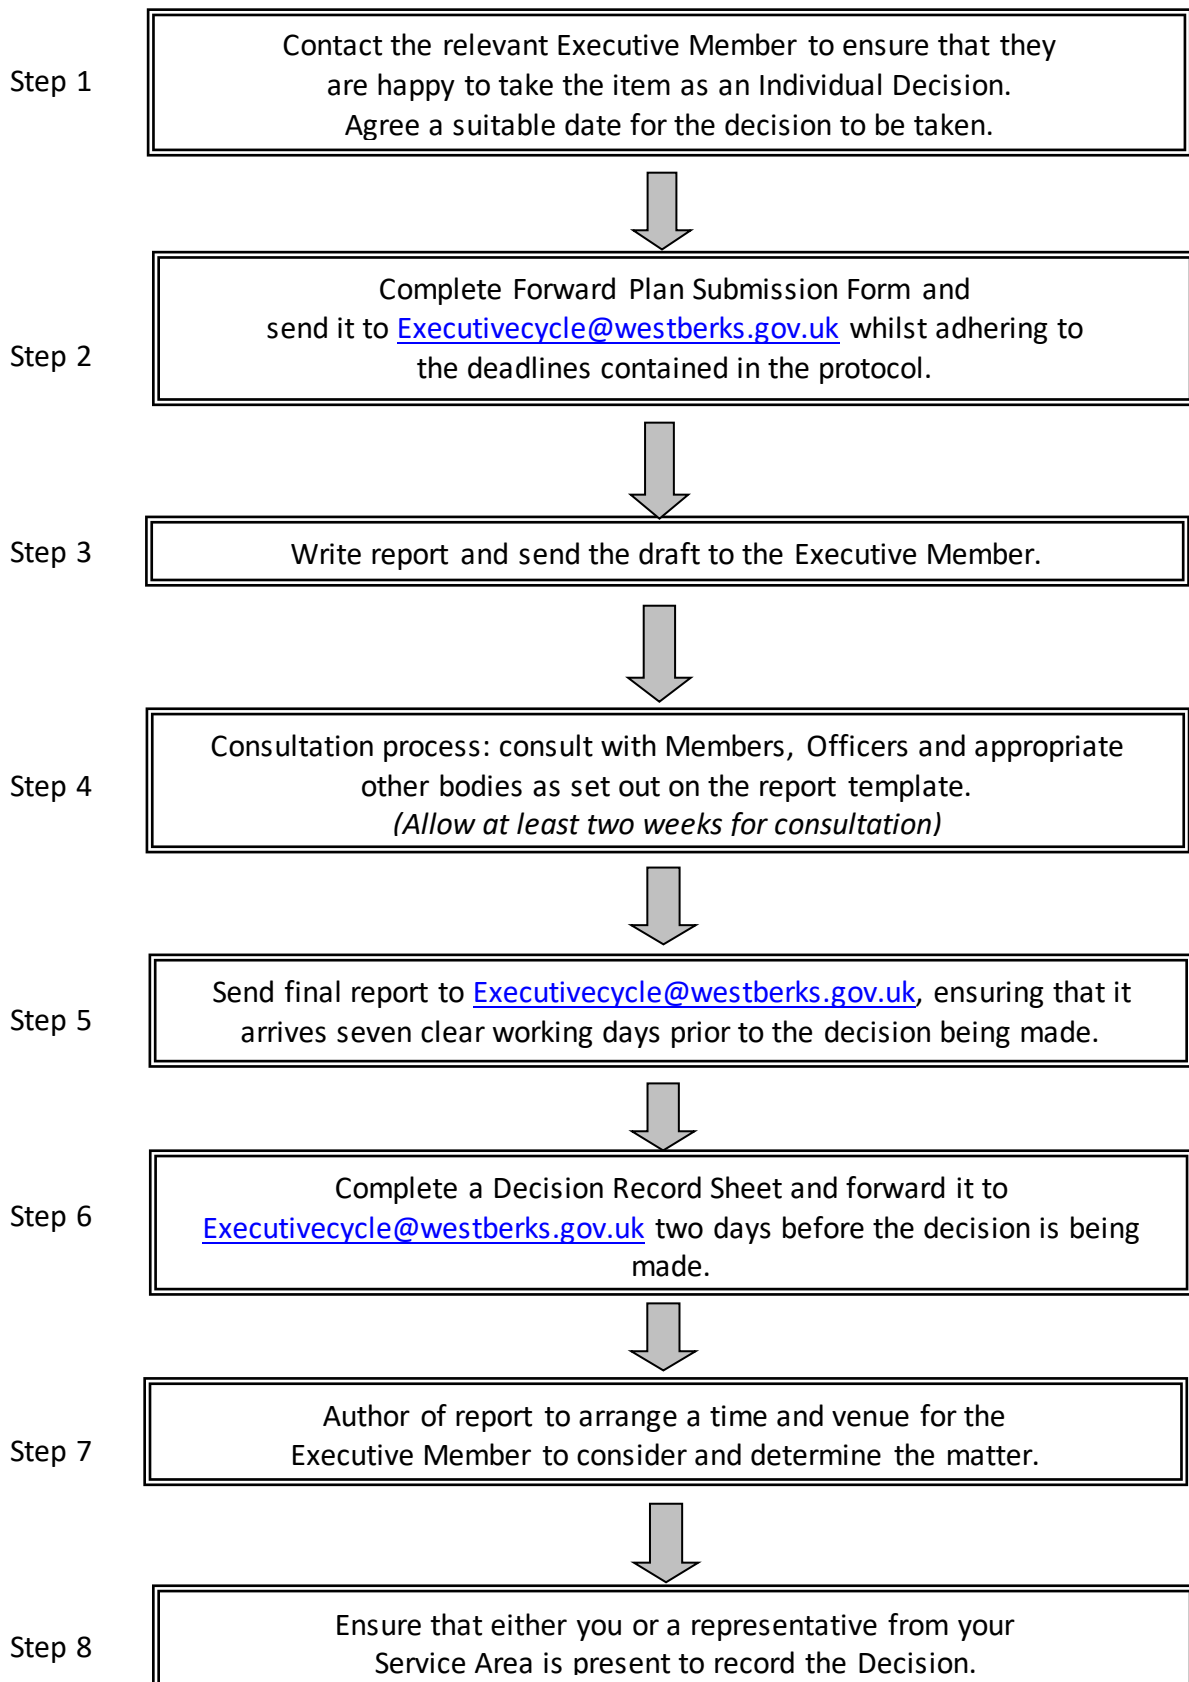 Step 1
Contact the relevant Executive Member to ensure that they
are happy to take the item as an Individual Decision.
Agree a suitable date for the decision to be taken.
Step 2
Complete Forward Plan Submission Form and
send it to Executivecycle@westberks.gov.uk whilst adhering to
the deadlines contained in the protocol.
Step 3
Write report and send the draft to the Executive Member.
Step 4
Consultation process: consult with Members, Officers and appropriate
other bodies as set out on the report template.
(Allow at least two weeks for consultation)
Step 5
Send final report to Executivecycle@westberks.gov.uk, ensuring that it
arrives seven clear working days prior to the decision being made.
Step 6
Complete a Decision Record Sheet and forward it to
Executivecycle@westberks.gov.uk two days before the decision is being
made.
Step 7
Author of report to arrange a time and venue for the
Executive Member to consider and determine the matter.
Step 8
Ensure that either you or a representative from your
Service Area is present to record the Decision.